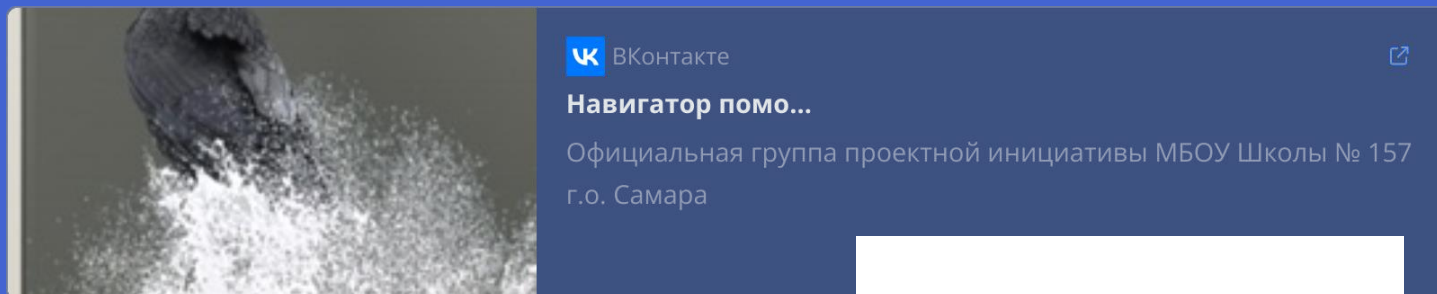 ВКонтакте
Навигатор помо...
Официальная группа проектной инициативы МБОУ Школы № 157
г.о. Самара